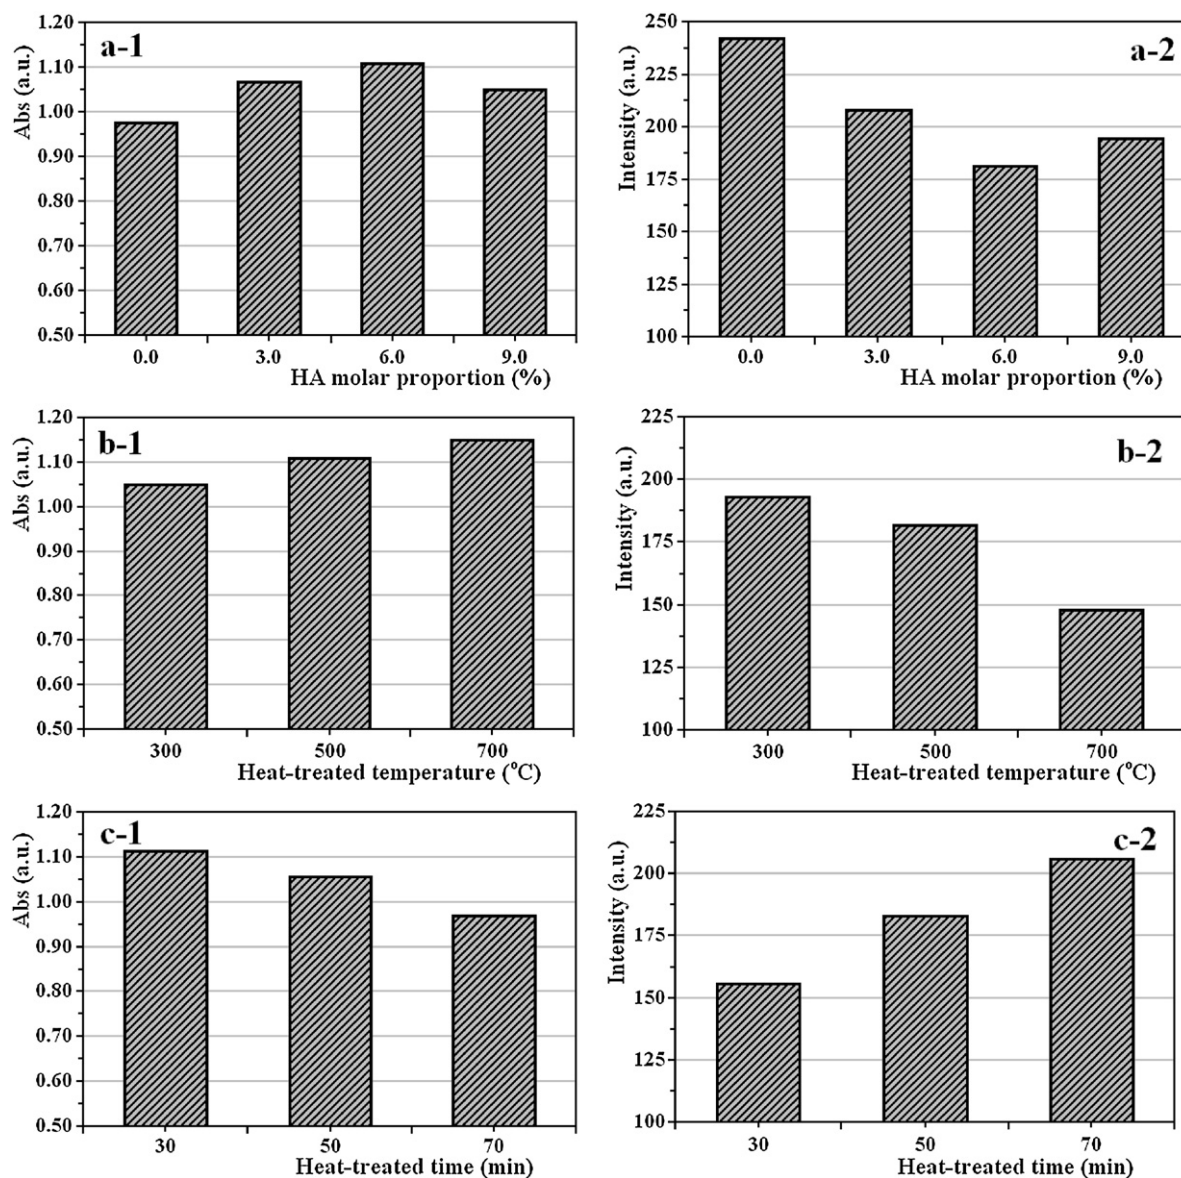 a-1
Abs (a.u.)
1.20
1.10
1.00
0.90
0.80
0.70
0.60
0.50
0.0 3.0 6.0 9.0
HA molar proportion (%)
a-2
Intensity (a.u.)
250
225
200
175
150
125
100
0.0 3.0 6.0 9.0
HA molar proportion (%)
b-1
Abs (a.u.)
1.20
1.10
1.00
0.90
0.80
0.70
0.60
0.50
300 500 700
Heat-treated temperature (°C)
b-2
Intensity (a.u.)
225
200
175
150
125
100
300 500 700
Heat-treated temperature (°C)
c-1
Abs (a.u.)
1.20
1.10
1.00
0.90
0.80
0.70
0.60
0.50
30 50 70
Heat-treated time (min)
c-2
Intensity (a.u.)
225
200
175
150
125
100
30 50 70
Heat-treated time (min)